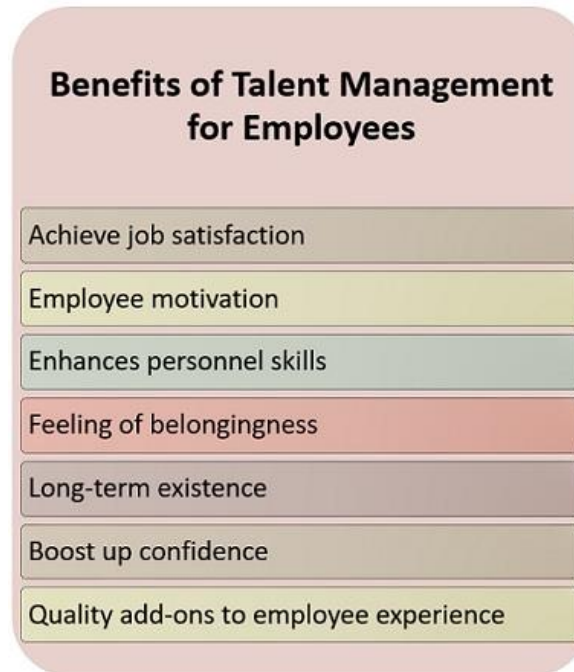 Benefits of Talent Management
for Employees
Achieve job satisfaction
Employee motivation
Enhances personnel skills
Feeling of belongingness
Long-term existence
Boost up confidence
Quality add-ons to employee experience